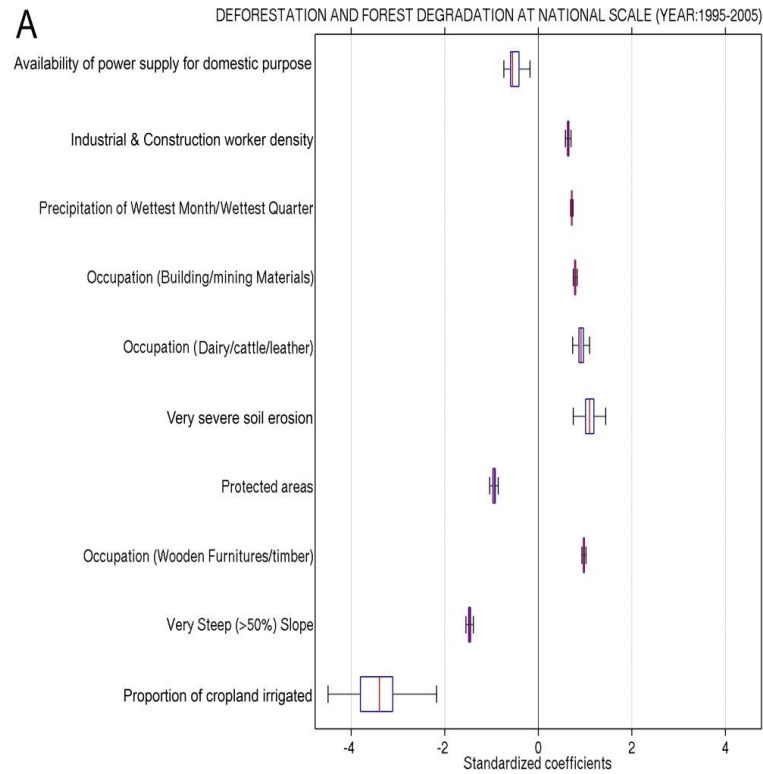 A
DEFORESTATION AND FOREST DEGRADATION AT NATIONAL SCALE (YEAR:1995-2005)
Availability of power supply for domestic purpose
Industrial & Construction worker density
Precipitation of Wettest Month/Wettest Quarter
Occupation (Building/mining Materials)
Occupation (Dairy/cattle/leather)
Very severe soil erosion
Protected areas
Occupation (Wooden Furnitures/timber)
Very Steep (>50%) Slope
Proportion of cropland irrigated
-4 -2 0 2 4
Standardized coefficients